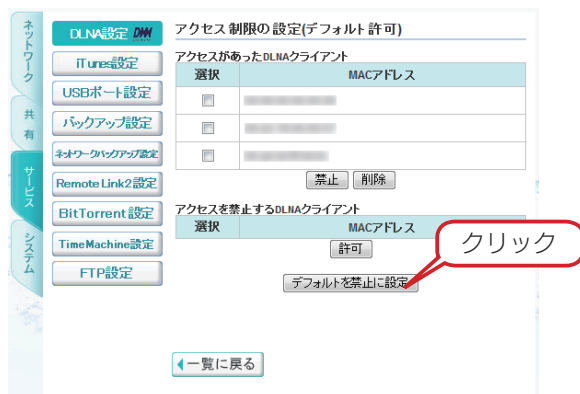 ネットワーク
共有
サービス
システム
DLNA設定 DiXiM
iTunes設定
USBポート設定
バックアップ設定
ネットワークバックアップ設定
Remote Link2設定
BitTorrent設定
TimeMachine設定
FTP設定
アクセス制限の設定(デフォルト許可)
アクセスがあったDLNAクライアント
選択 MACアドレス
禁止 削除
アクセスを禁止するDLNAクライアント
選択 MACアドレス
許可
デフォルトを禁止に設定
クリック
一覧に戻る